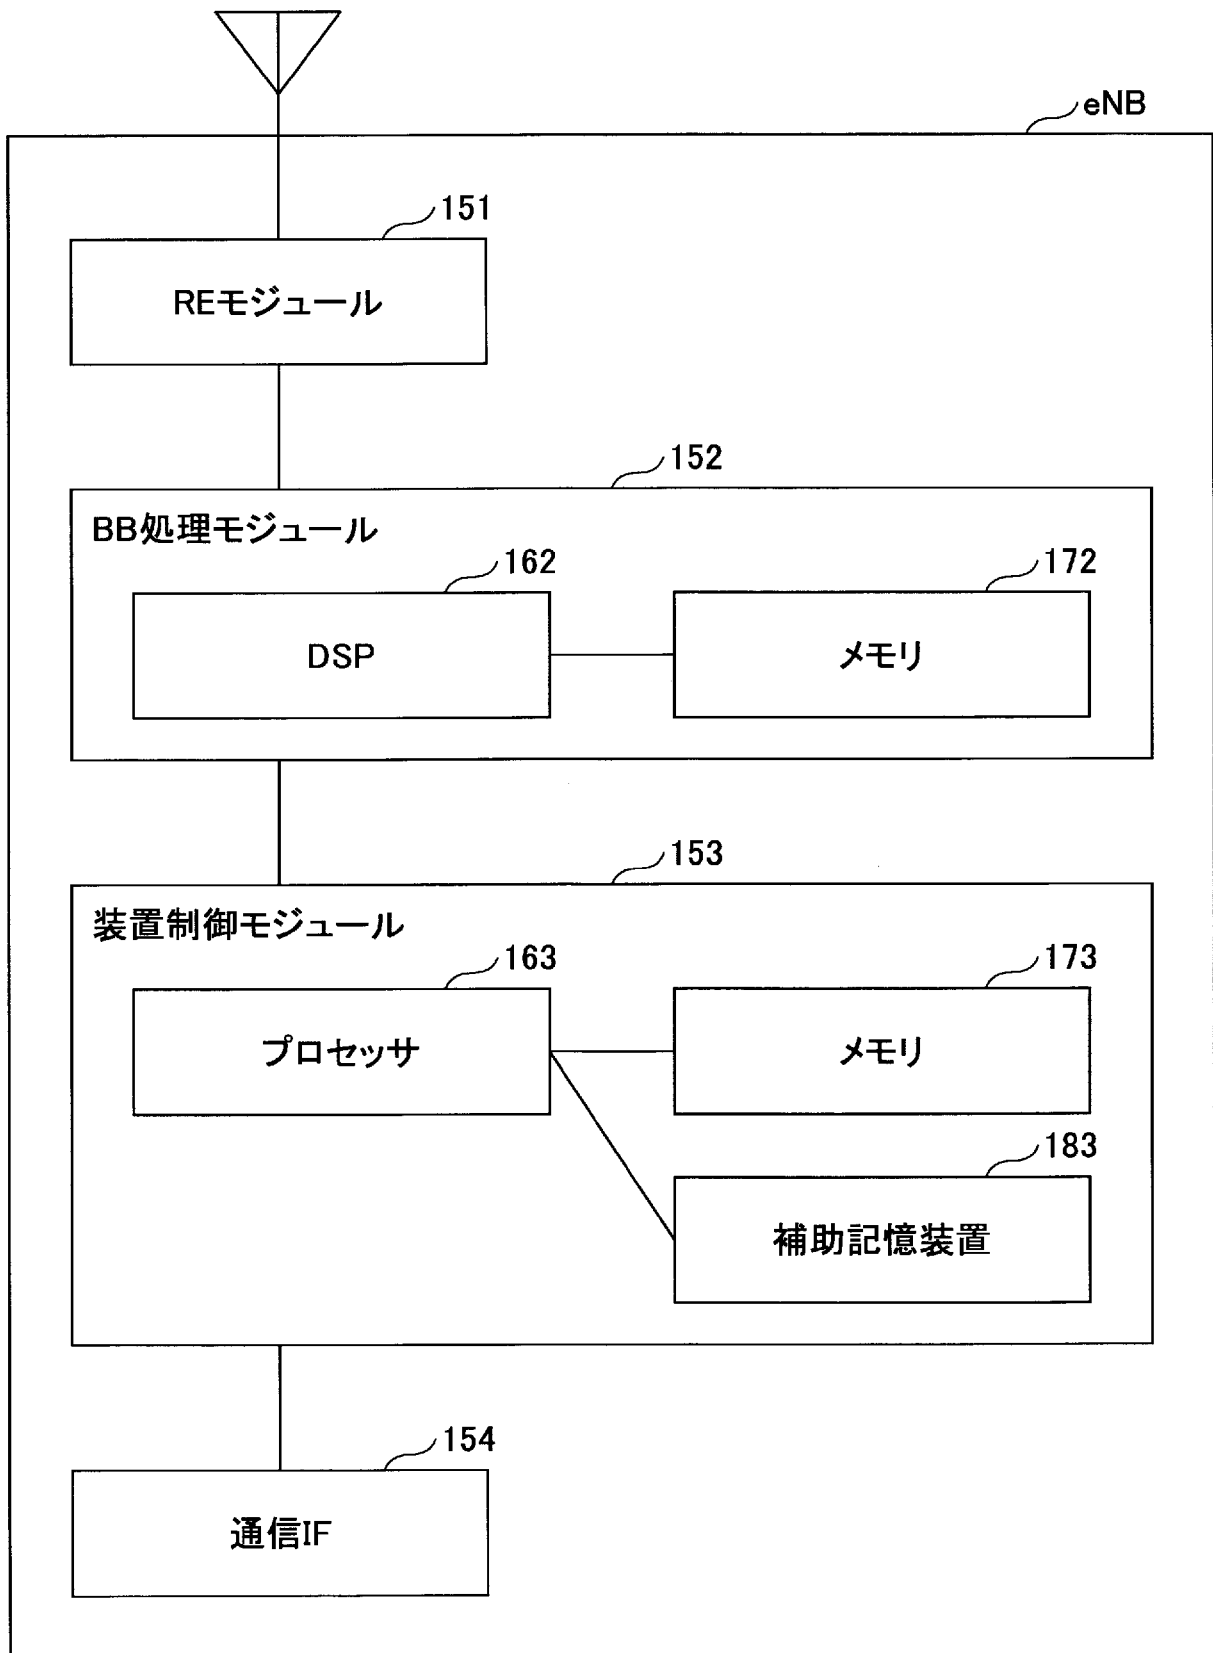 eNB
151
REモジュール
152
BB処理モジュール
162
172
DSP
メモリ
153
装置制御モジュール
163
173
プロセッサ
メモリ
183
補助記憶装置
154
通信IF